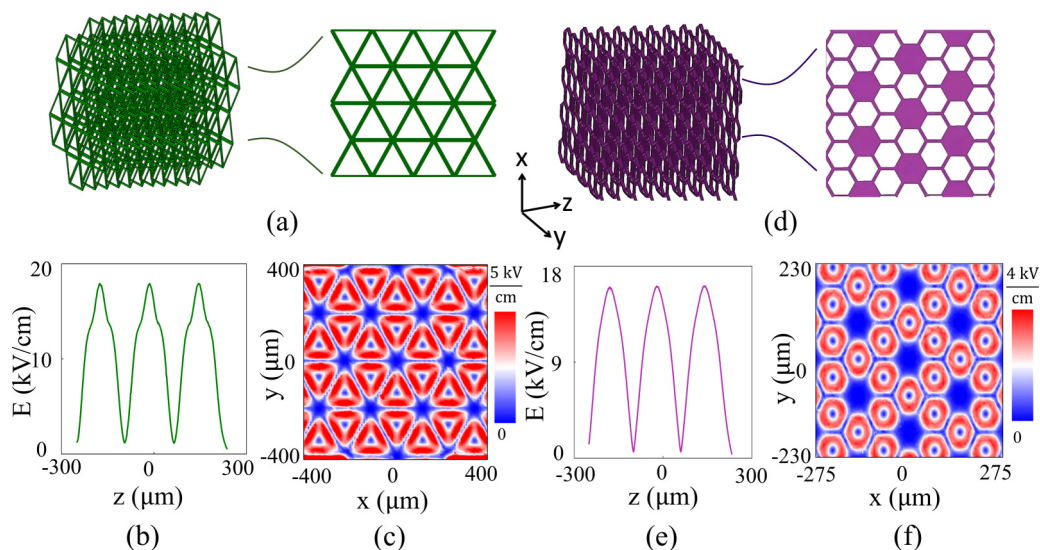 x
z
y
(a)
(d)
20
10
0
E (kV/cm)
-300
0
300
z (μm)
(b)
400
0
-400
y (μm)
-400
0
400
x (μm)
5 kV
cm
0
(c)
18
9
0
E (kV/cm)
-300
0
300
z (μm)
(e)
230
0
-230
y (μm)
-275
0
275
x (μm)
4 kV
cm
0
(f)